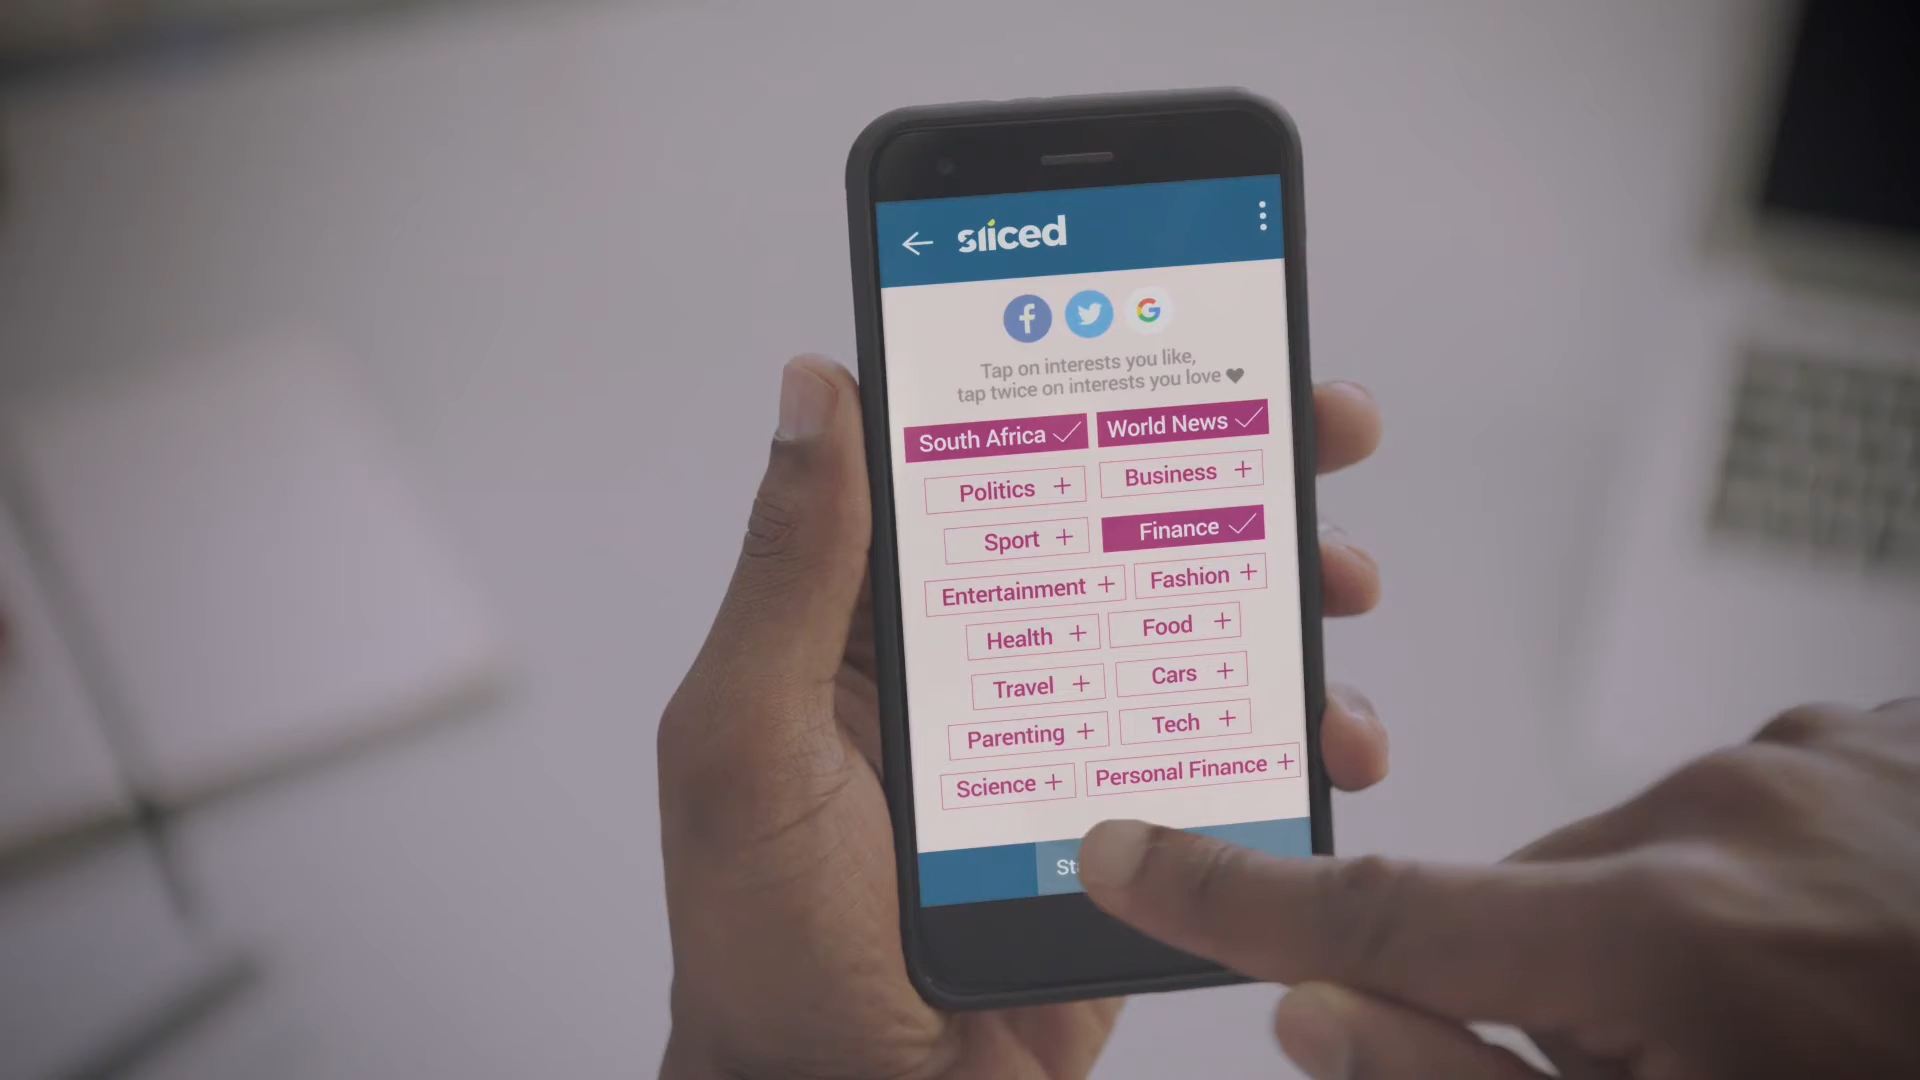 sliced
Tap on interests you like,
tap twice on interests you love
South Africa
World News
Politics
Business
Sport
Finance
Entertainment
Fashion
Health
Food
Travel
Cars
Parenting
Tech
Science
Personal Finance